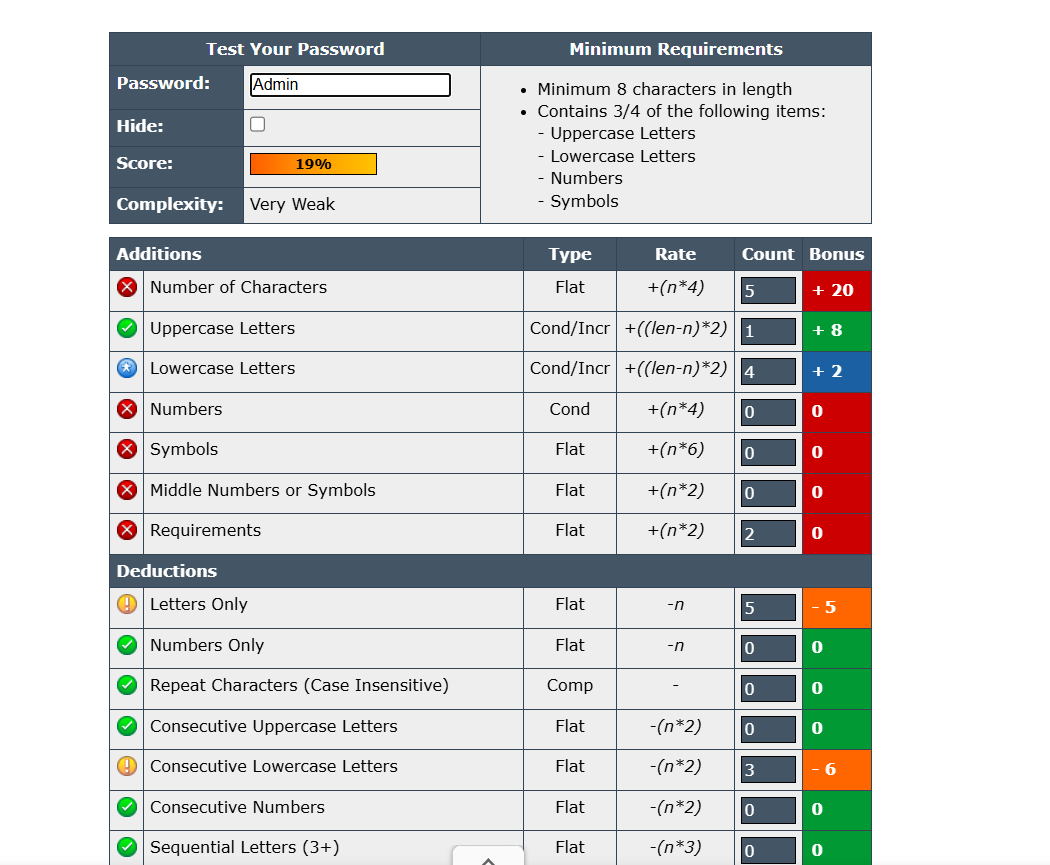 Test Your Password
Minimum Requirements
Password: Admin
Hide:
Score: 19%
Complexity: Very Weak
• Minimum 8 characters in length
• Contains 3/4 of the following items:
- Uppercase Letters
- Lowercase Letters
- Numbers
- Symbols
Additions Type Rate Count Bonus
Number of Characters Flat +(n*4) 5 + 20
Uppercase Letters Cond/Incr +((len-n)*2) 1 + 8
Lowercase Letters Cond/Incr +((len-n)*2) 4 + 2
Numbers Cond +(n*4) 0 0
Symbols Flat +(n*6) 0 0
Middle Numbers or Symbols Flat +(n*2) 0 0
Requirements Flat +(n*2) 2 0
Deductions
Letters Only Flat -n 5 - 5
Numbers Only Flat -n 0 0
Repeat Characters (Case Insensitive) Comp - 0 0
Consecutive Uppercase Letters Flat -(n*2) 0 0
Consecutive Lowercase Letters Flat -(n*2) 3 - 6
Consecutive Numbers Flat -(n*2) 0 0
Sequential Letters (3+) Flat -(n*3) 0 0